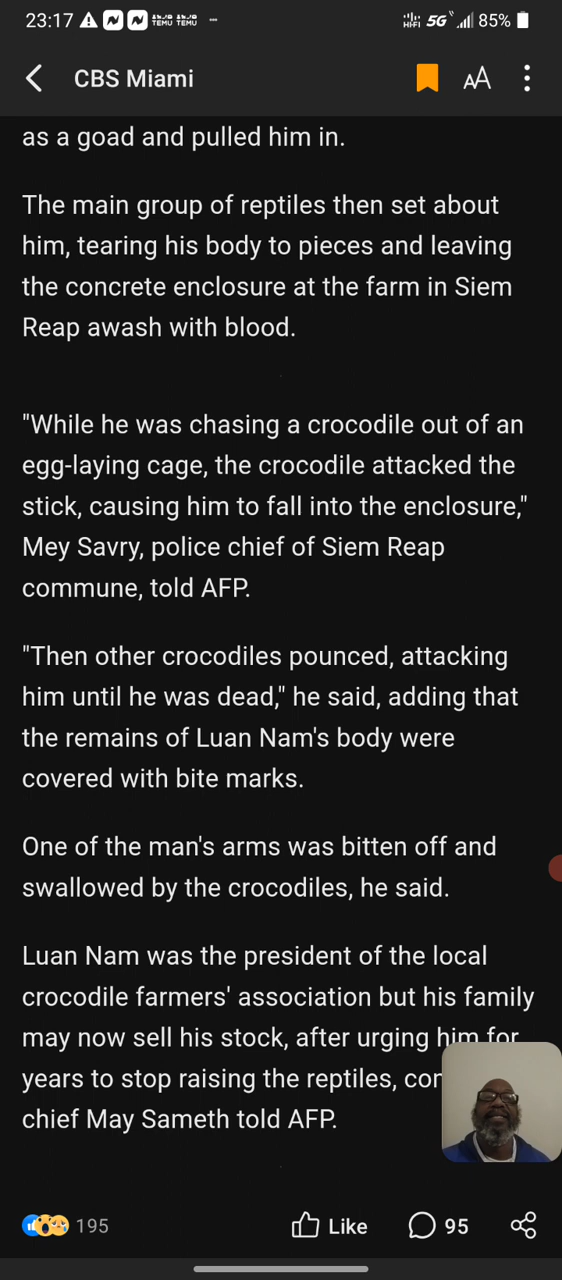 23:17 TEMU TEMU HiFi 5G 85%
CBS Miami AA
as a goad and pulled him in.
The main group of reptiles then set about
him, tearing his body to pieces and leaving
the concrete enclosure at the farm in Siem
Reap awash with blood.
"While he was chasing a crocodile out of an
egg-laying cage, the crocodile attacked the
stick, causing him to fall into the enclosure,"
Mey Savry, police chief of Siem Reap
commune, told AFP.
"Then other crocodiles pounced, attacking
him until he was dead," he said, adding that
the remains of Luan Nam's body were
covered with bite marks.
One of the man's arms was bitten off and
swallowed by the crocodiles, he said.
Luan Nam was the president of the local
crocodile farmers' association but his family
may now sell his stock, after urging him for
years to stop raising the reptiles,
chief May Sameth told AFP.
195 Like 95